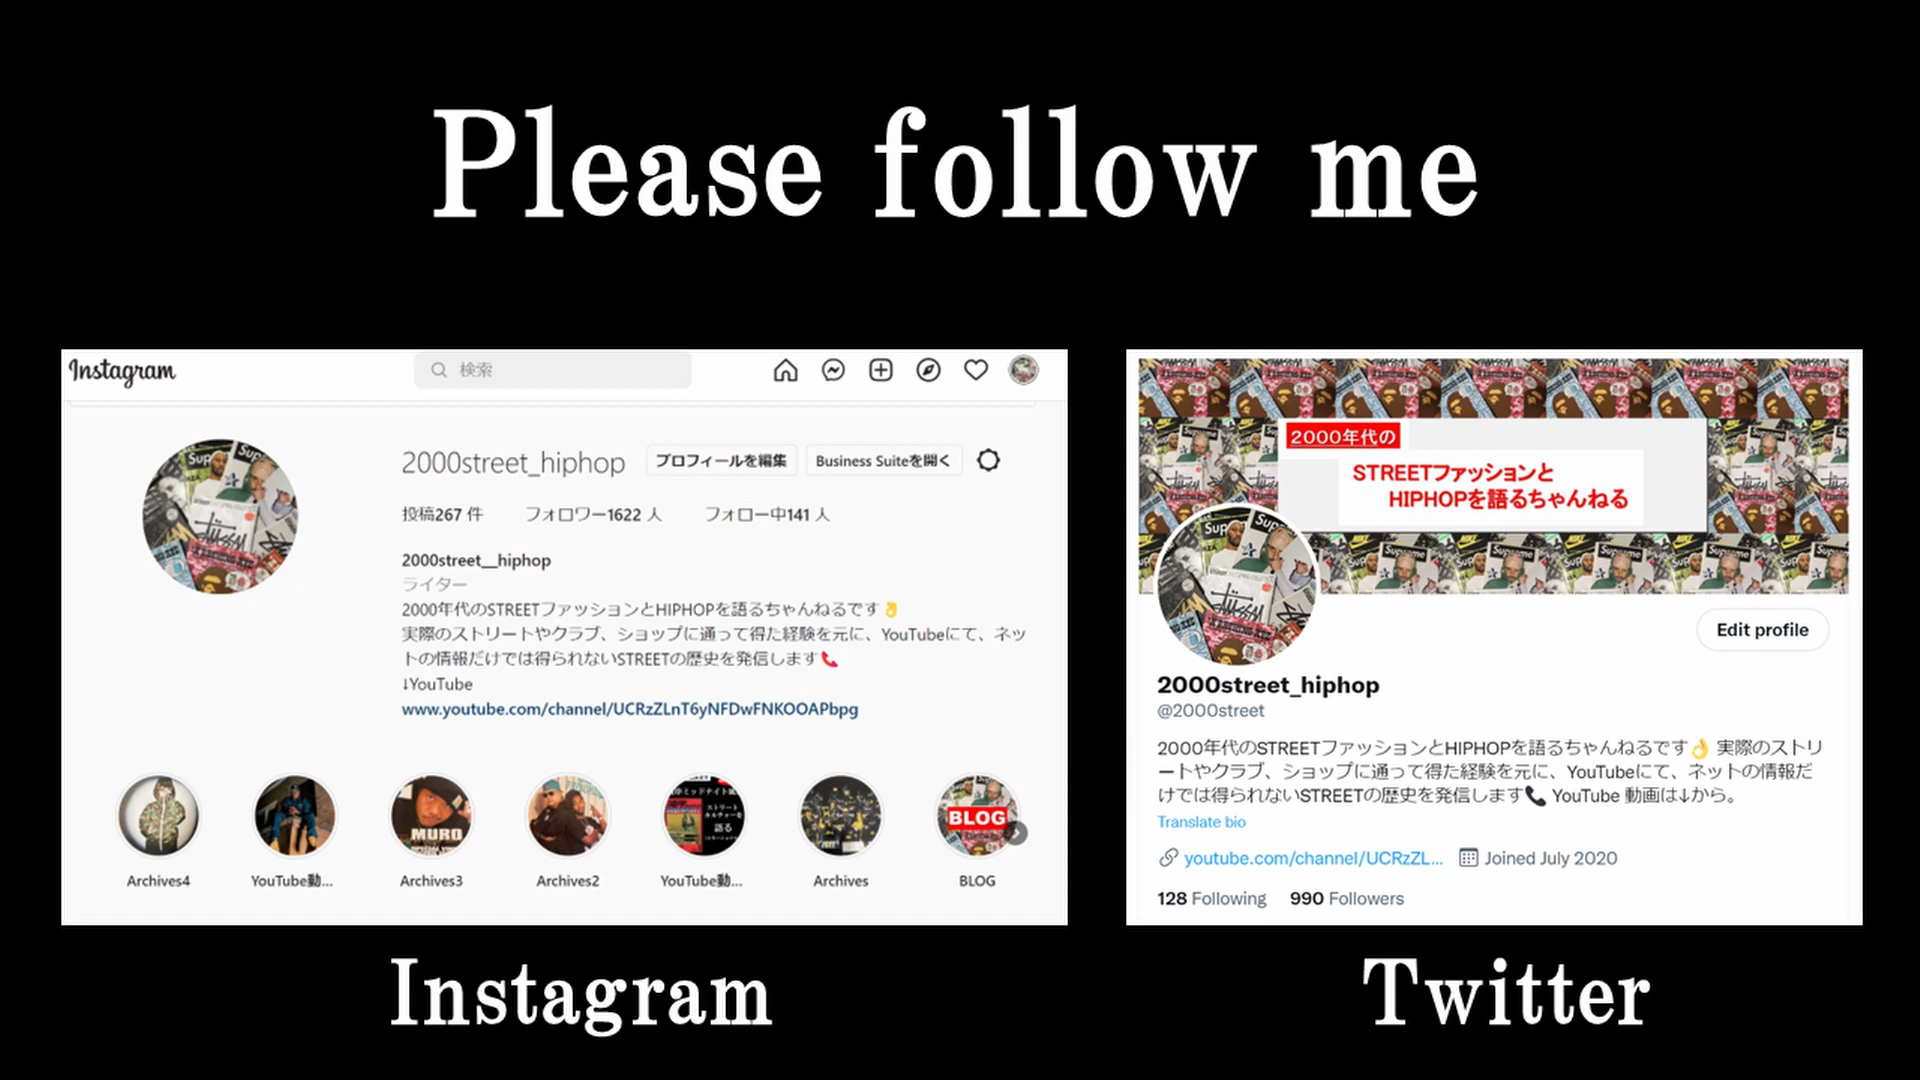 Please follow me
Instagram
検索
2000street_hiphop
プロフィールを編集
Business Suiteを開く
投稿267 件
フォロワー1622 人
フォロー中141 人
2000street__hiphop
ライター
2000年代のSTREETファッションとHIPHOPを語るちゃんねるです👌
実際のストリートやクラブ、ショップに通って得た経験を元に、YouTubeにて、ネッ
トの情報だけでは得られないSTREETの歴史を発信します📞
↓YouTube
www.youtube.com/channel/UCRzZLnT6yNFDwFNKOOAPbpg
MURO
BLOG
Archives4
YouTube動...
Archives3
Archives2
YouTube動...
Archives
BLOG
2000年代の
STREETファッションと
HIPHOPを語るちゃんねる
Edit profile
2000street_hiphop
@2000street
2000年代のSTREETファッションとHIPHOPを語るちゃんねるです👌 実際のストリ
ートやクラブ、ショップに通って得た経験を元に、YouTubeにて、ネットの情報だ
けでは得られないSTREETの歴史を発信します📞 YouTube 動画は↓から。
Translate bio
youtube.com/channel/UCRzZL...
Joined July 2020
128 Following
990 Followers
Instagram
Twitter